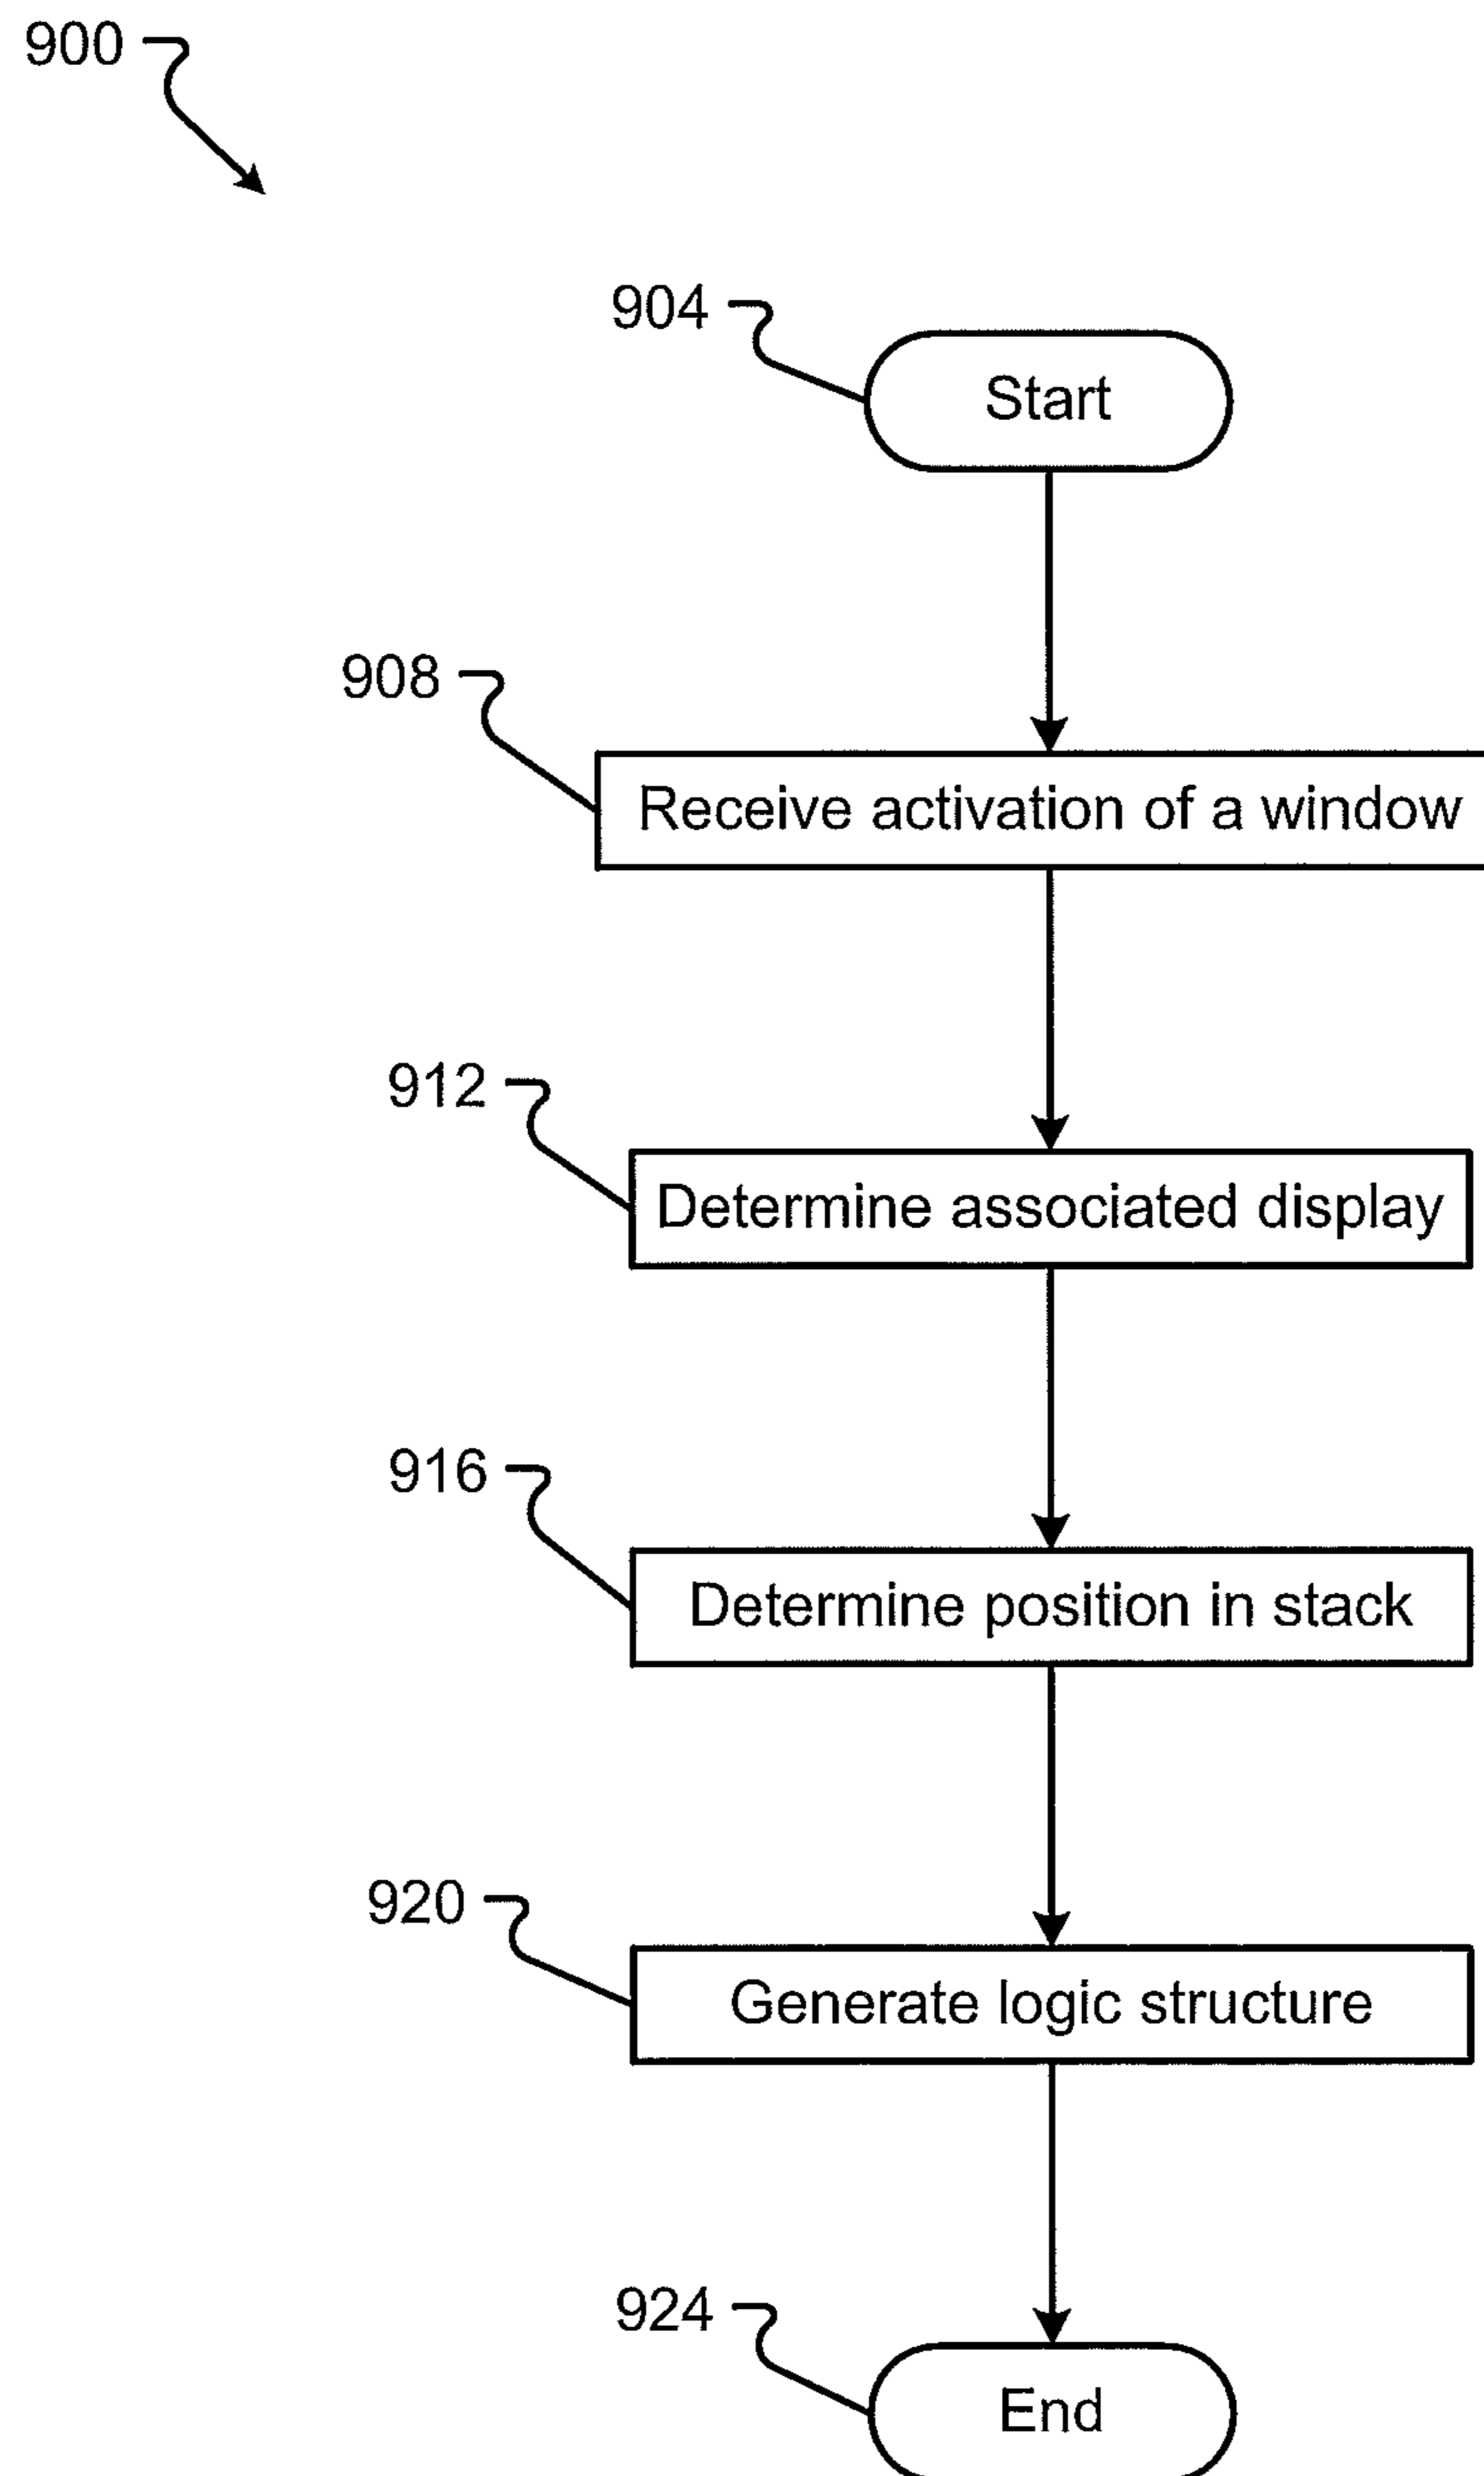 900
904
Start
908
Receive activation of a window
912
Determine associated display
916
Determine position in stack
920
Generate logic structure
924
End